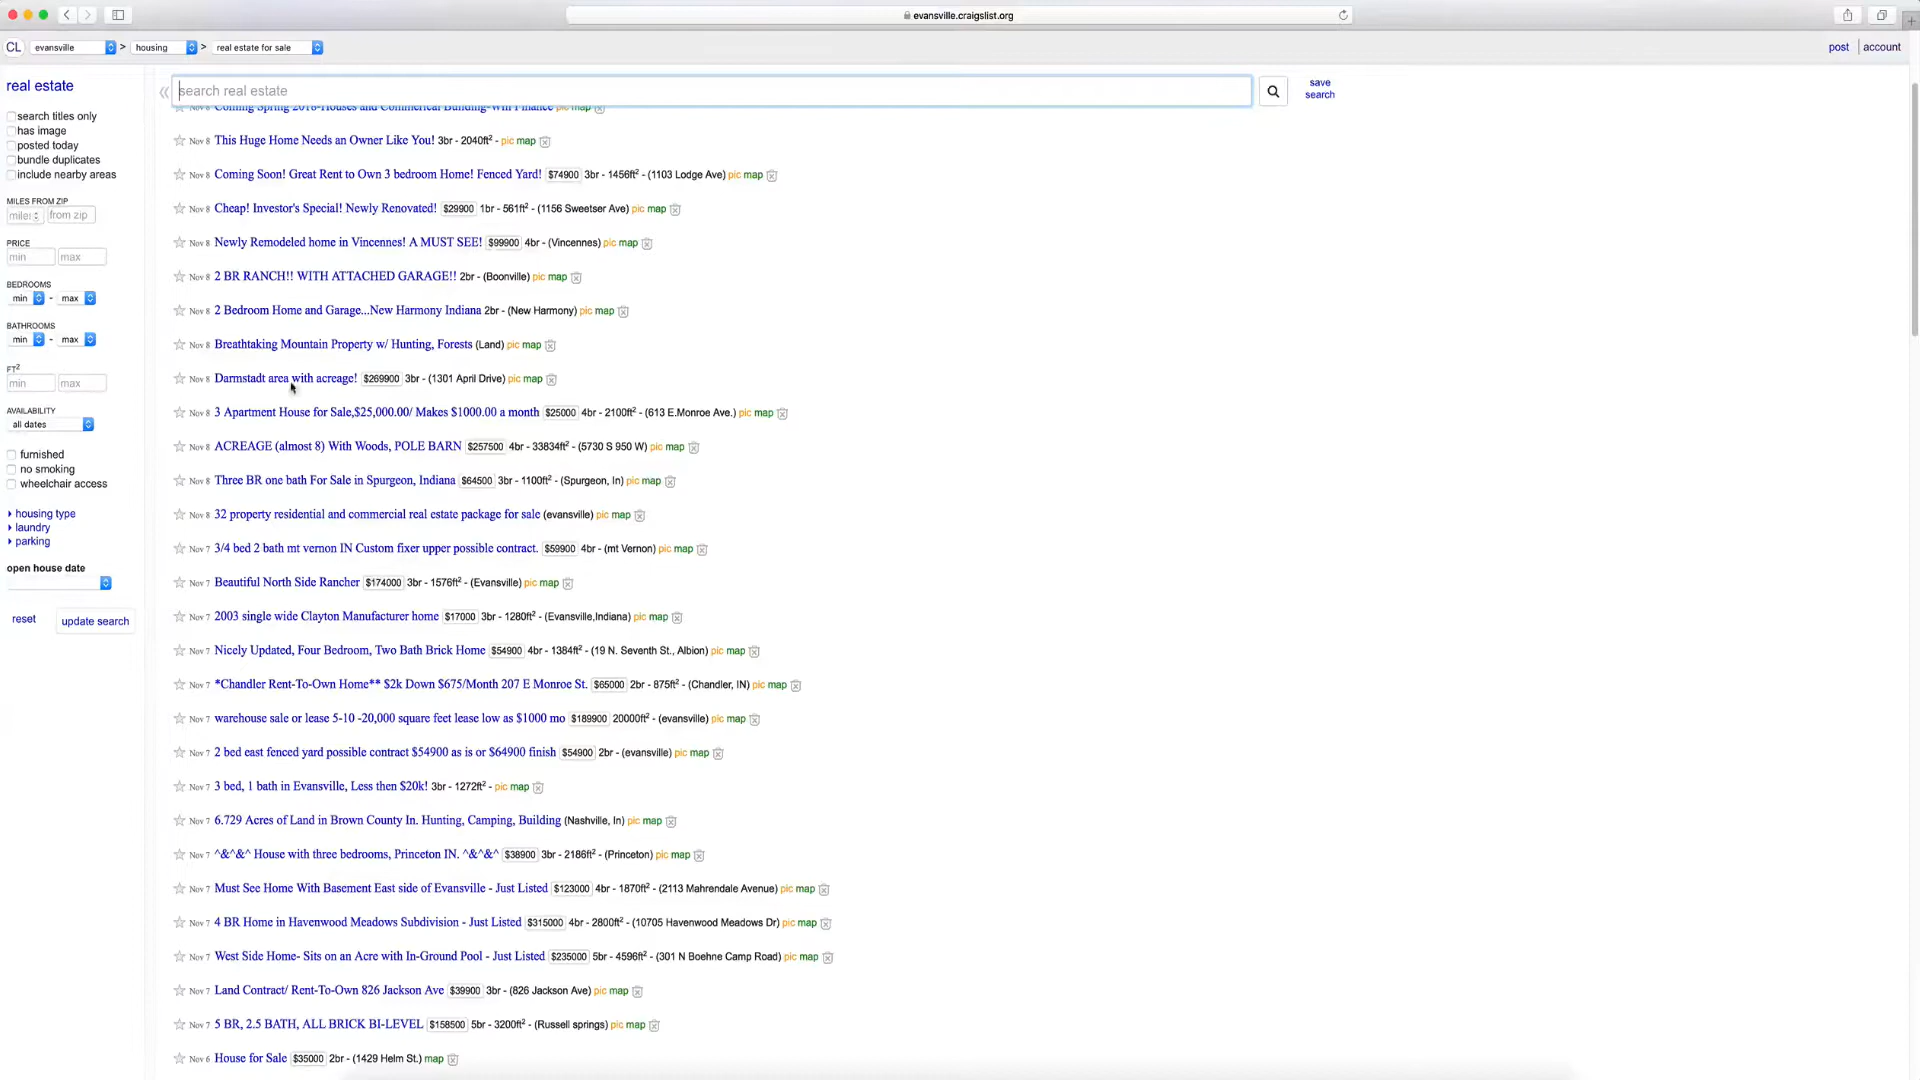 evansville.craigslist.org
CL evansville > housing > real estate for sale post account
real estate
search real estate
save search
search titles only
has image
posted today
bundle duplicates
include nearby areas
MILES FROM ZIP
miles from zip
PRICE
min max
BEDROOMS
min - max
BATHROOMS
min - max
FT2
min max
AVAILABILITY
all dates
furnished
no smoking
wheelchair access
housing type
laundry
parking
open house date
reset update search
Nov 8 Coming Spring 2018-Houses and Commerical Building-Will Finance pic map
Nov 8 This Huge Home Needs an Owner Like You! 3br - 2040ft2 - pic map
Nov 8 Coming Soon! Great Rent to Own 3 bedroom Home! Fenced Yard! $74900 3br - 1456ft2 - (1103 Lodge Ave) pic map
Nov 8 Cheap! Investor's Special! Newly Renovated! $29900 1br - 561ft2 - (1156 Sweetser Ave) pic map
Nov 8 Newly Remodeled home in Vincennes! A MUST SEE! $99900 4br - (Vincennes) pic map
Nov 8 2 BR RANCH!! WITH ATTACHED GARAGE!! 2br - (Boonville) pic map
Nov 8 2 Bedroom Home and Garage...New Harmony Indiana 2br - (New Harmony) pic map
Nov 8 Breathtaking Mountain Property w/ Hunting, Forests (Land) pic map
Nov 8 Darmstadt area with acreage! $269900 3br - (1301 April Drive) pic map
Nov 8 3 Apartment House for Sale,$25,000.00/ Makes $1000.00 a month $25000 4br - 2100ft2 - (613 E.Monroe Ave.) pic map
Nov 8 ACREAGE (almost 8) With Woods, POLE BARN $257500 4br - 33834ft2 - (5730 S 950 W) pic map
Nov 8 Three BR one bath For Sale in Spurgeon, Indiana $64500 3br - 1100ft2 - (Spurgeon, In) pic map
Nov 8 32 property residential and commercial real estate package for sale (evansville) pic map
Nov 7 3/4 bed 2 bath mt vernon IN Custom fixer upper possible contract. $59900 4br - (mt Vernon) pic map
Nov 7 Beautiful North Side Rancher $174000 3br - 1576ft2 - (Evansville) pic map
Nov 7 2003 single wide Clayton Manufacturer home $17000 3br - 1280ft2 - (Evansville,Indiana) pic map
Nov 7 Nicely Updated, Four Bedroom, Two Bath Brick Home $54900 4br - 1384ft2 - (19 N. Seventh St., Albion) pic map
Nov 7 *Chandler Rent-To-Own Home** $2k Down $675/Month 207 E Monroe St. $65000 2br - 875ft2 - (Chandler, IN) pic map
Nov 7 warehouse sale or lease 5-10 -20,000 square feet lease low as $1000 mo $189900 20000ft2 - (evansville) pic map
Nov 7 2 bed east fenced yard possible contract $54900 as is or $64900 finish $54900 2br - (evansville) pic map
Nov 7 3 bed, 1 bath in Evansville, Less then $20k! 3br - 1272ft2 - pic map
Nov 7 6.729 Acres of Land in Brown County In. Hunting, Camping, Building (Nashville, In) pic map
Nov 7 ^&^&^ House with three bedrooms, Princeton IN. ^&^&^ $38900 3br - 2186ft2 - (Princeton) pic map
Nov 7 Must See Home With Basement East side of Evansville - Just Listed $123000 4br - 1870ft2 - (2113 Mahrendale Avenue) pic map
Nov 7 4 BR Home in Havenwood Meadows Subdivision - Just Listed $315000 4br - 2800ft2 - (10705 Havenwood Meadows Dr) pic map
Nov 7 West Side Home- Sits on an Acre with In-Ground Pool - Just Listed $235000 5br - 4596ft2 - (301 N Boehne Camp Road) pic map
Nov 7 Land Contract/ Rent-To-Own 826 Jackson Ave $39900 3br - (826 Jackson Ave) pic map
Nov 7 5 BR, 2.5 BATH, ALL BRICK BI-LEVEL $158500 5br - 3200ft2 - (Russell springs) pic map
Nov 6 House for Sale $35000 2br - (1429 Helm St.) map